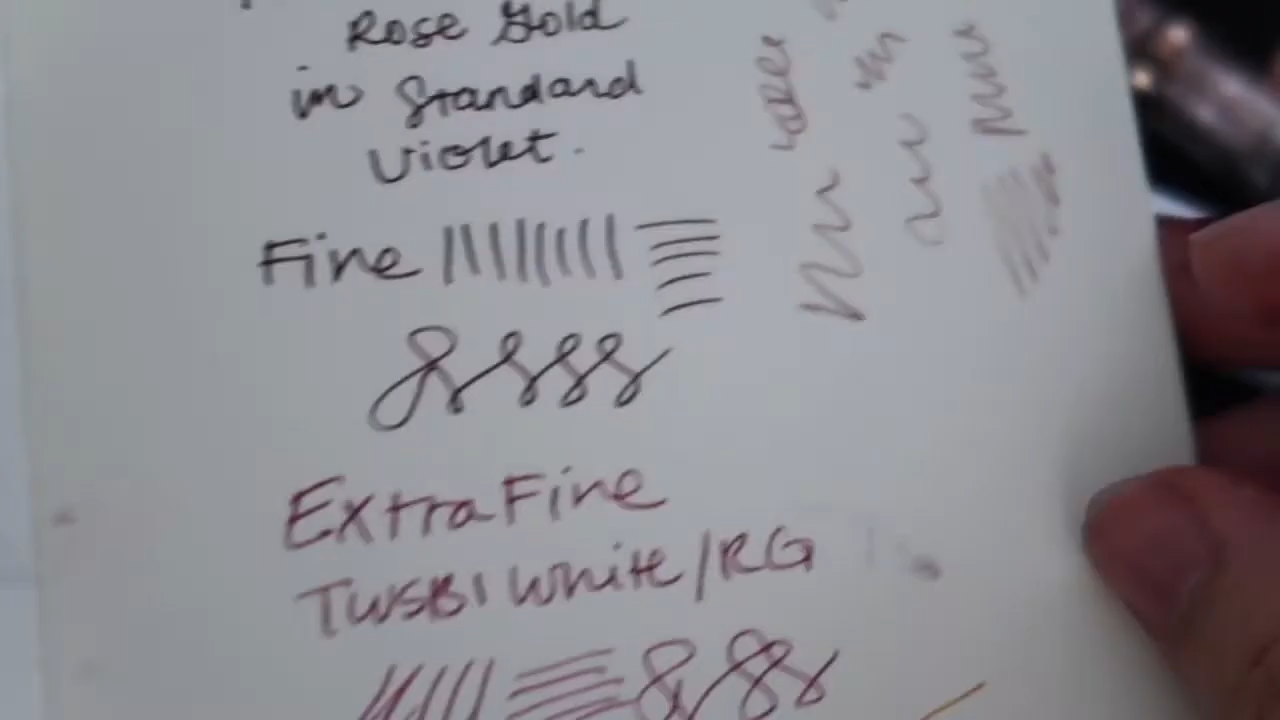 Rose Gold
in Standard
Violet.
Fine
Extra Fine
TWSBI White/RG